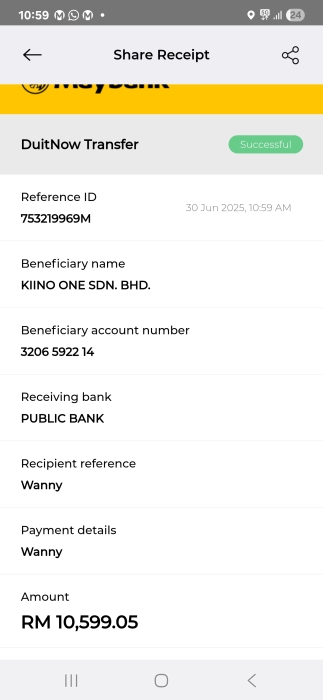 10:59
24
Share Receipt
Maybank
DuitNow Transfer
Successful
Reference ID
30 Jun 2025, 10:59 AM
753219969M
Beneficiary name
KIINO ONE SDN. BHD.
Beneficiary account number
3206 5922 14
Receiving bank
PUBLIC BANK
Recipient reference
Wanny
Payment details
Wanny
Amount
RM 10,599.05